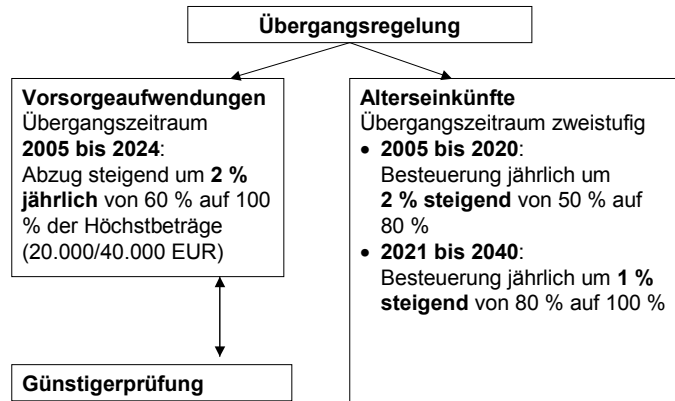 Übergangsregelung
Vorsorgeaufwendungen
Übergangszeitraum
2005 bis 2024:
Abzug steigend um 2 %
jährlich von 60 % auf 100
% der Höchstbeträge
(20.000/40.000 EUR)
Günstigerprüfung
Alterseinkünfte
Übergangszeitraum zweistufig
• 2005 bis 2020:
Besteuerung jährlich um
2 % steigend von 50 % auf
80 %
• 2021 bis 2040:
Besteuerung jährlich um 1 %
steigend von 80 % auf 100 %